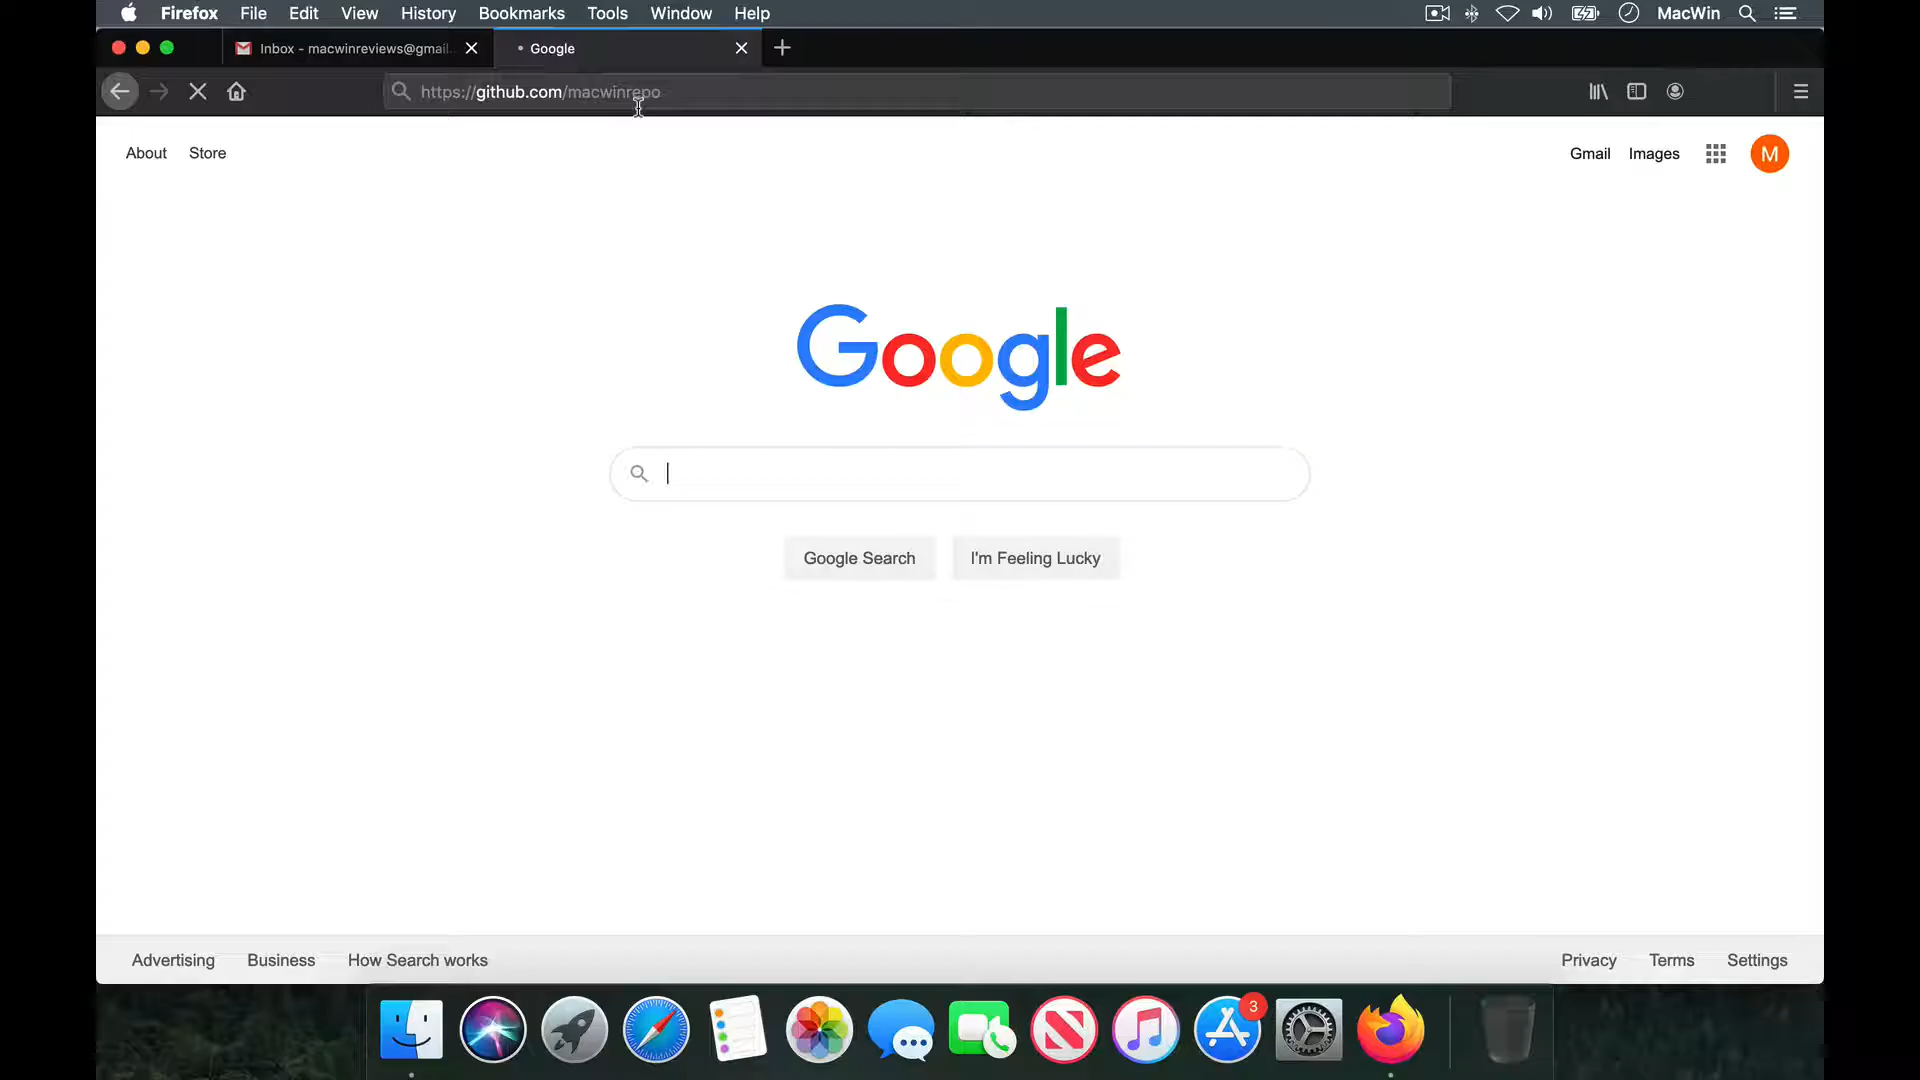 Firefox File Edit View History Bookmarks Tools Window Help MacWin
Inbox - macwinreviews@gmail. Google
https://github.com/macwinrepo
About Store Gmail Images M
Google
Google Search I'm Feeling Lucky
Advertising Business How Search works Privacy Terms Settings
3